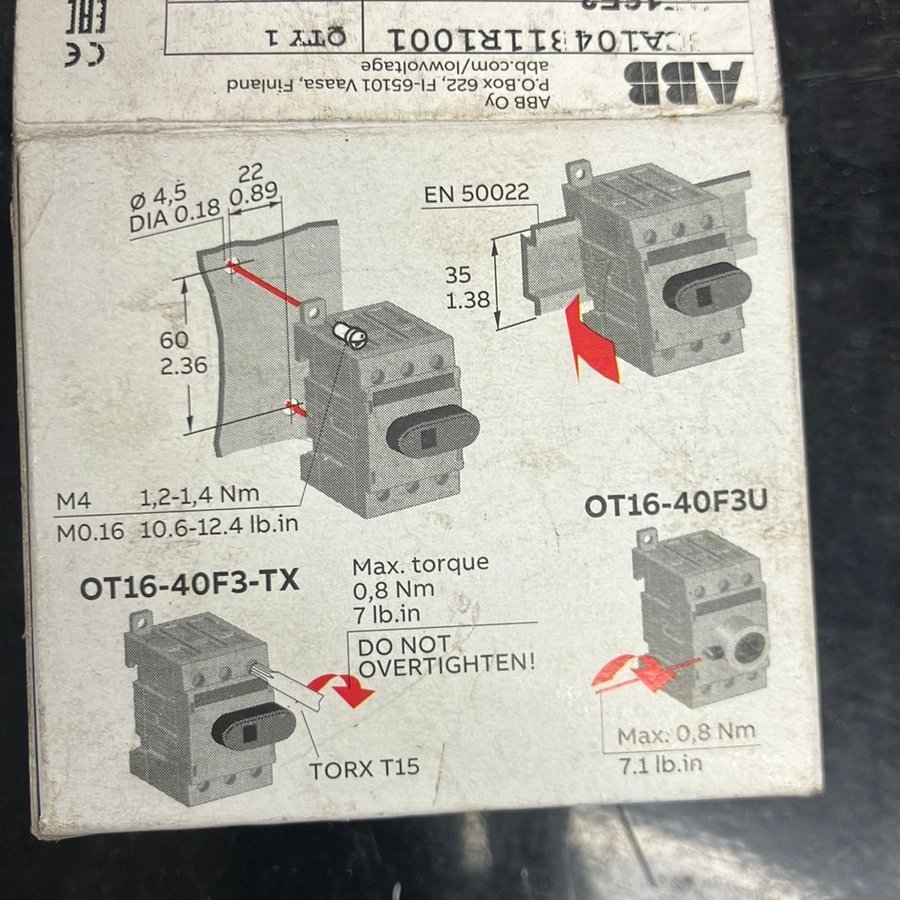 1SCA104811R1001
QTY 1
CE
EAC
ABB
ABB Oy
P.O.Box 622, FI-65101 Vaasa, Finland
abb.com/lowvoltage
Ø 4,5
DIA 0.18
22
0.89
60
2.36
EN 50022
35
1.38
M4 1,2-1,4 Nm
M0.16 10.6-12.4 lb.in
OT16-40F3-TX
Max. torque
0,8 Nm
7 lb.in
DO NOT
OVERTIGHTEN!
TORX T15
OT16-40F3U
Max. 0,8 Nm
7.1 lb.in